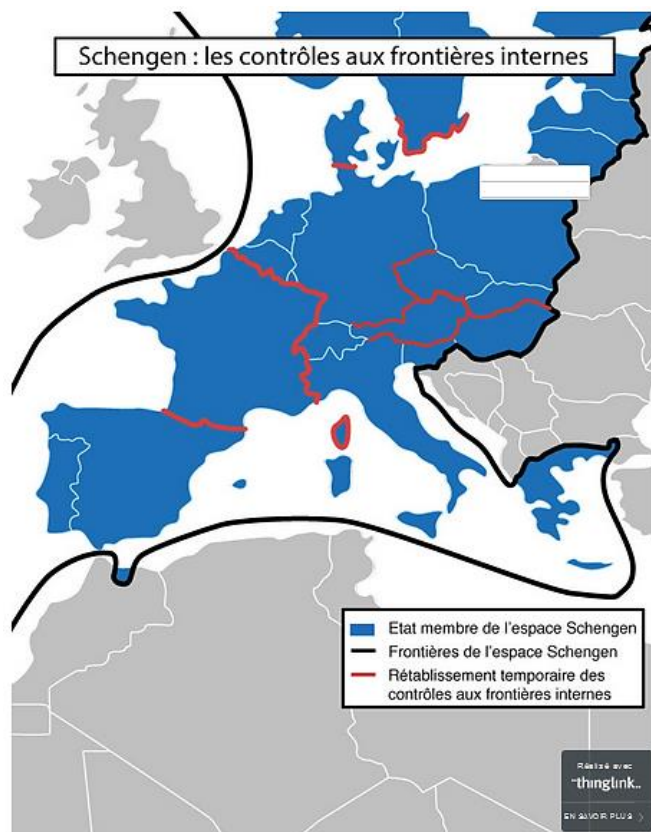 Schengen : les contrôles aux frontières internes
Etat membre de l'espace Schengen
Frontières de l'espace Schengen
Rétablissement temporaire des
contrôles aux frontières internes
Réalisé avec
thinglink..
EN SAVOIR PLUS